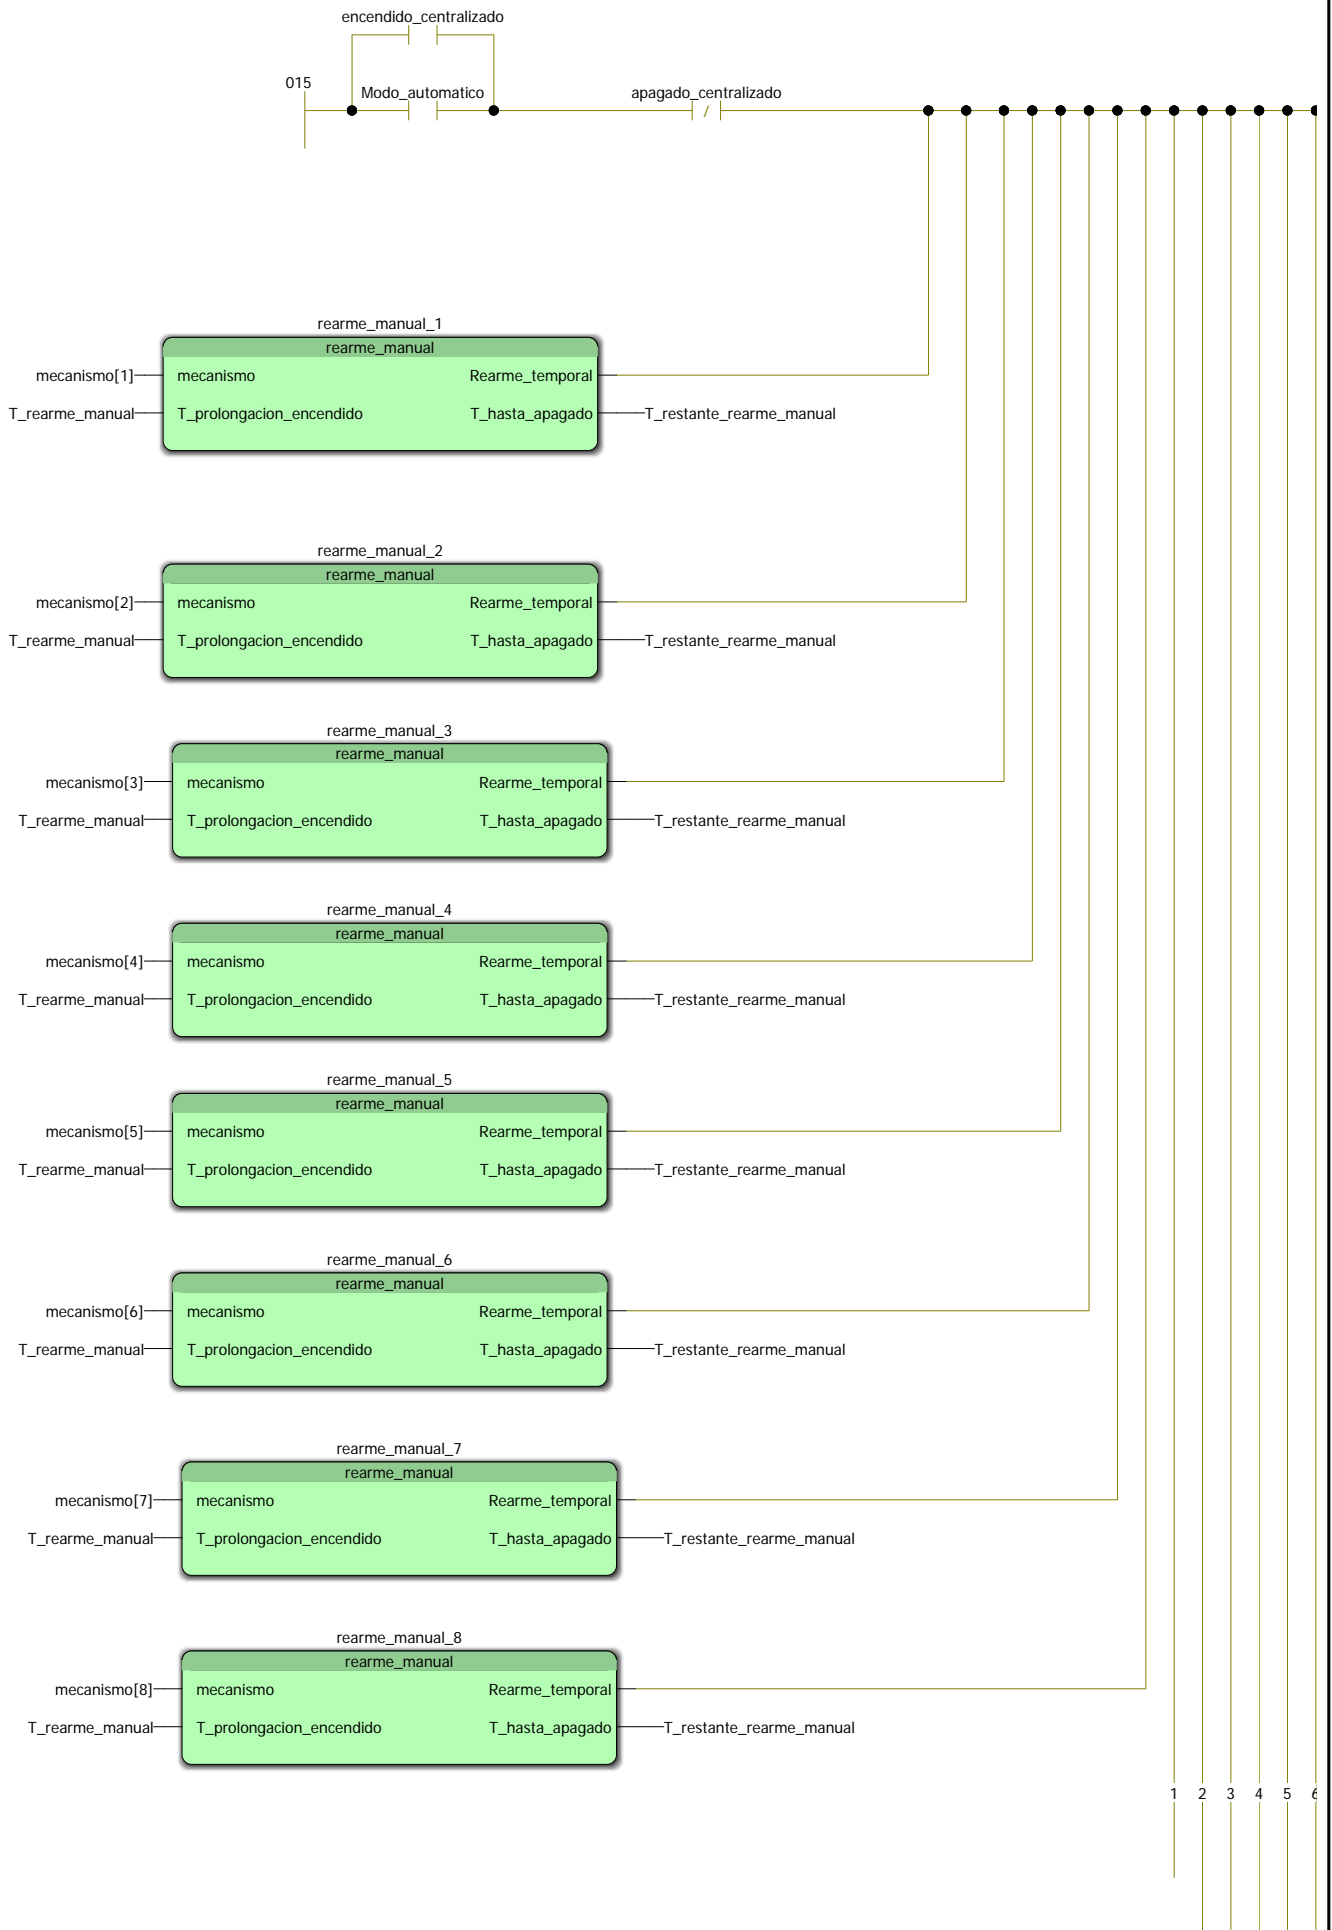 encendido_centralizado
015
Modo_automatico apagado_centralizado
rearme_manual_1
rearme_manual
mecanismo[1] mecanismo Rearme_temporal
T_rearme_manual T_prolongacion_encendido T_hasta_apagado T_restante_rearme_manual
rearme_manual_2
rearme_manual
mecanismo[2] mecanismo Rearme_temporal
T_rearme_manual T_prolongacion_encendido T_hasta_apagado T_restante_rearme_manual
rearme_manual_3
rearme_manual
mecanismo[3] mecanismo Rearme_temporal
T_rearme_manual T_prolongacion_encendido T_hasta_apagado T_restante_rearme_manual
rearme_manual_4
rearme_manual
mecanismo[4] mecanismo Rearme_temporal
T_rearme_manual T_prolongacion_encendido T_hasta_apagado T_restante_rearme_manual
rearme_manual_5
rearme_manual
mecanismo[5] mecanismo Rearme_temporal
T_rearme_manual T_prolongacion_encendido T_hasta_apagado T_restante_rearme_manual
rearme_manual_6
rearme_manual
mecanismo[6] mecanismo Rearme_temporal
T_rearme_manual T_prolongacion_encendido T_hasta_apagado T_restante_rearme_manual
rearme_manual_7
rearme_manual
mecanismo[7] mecanismo Rearme_temporal
T_rearme_manual T_prolongacion_encendido T_hasta_apagado T_restante_rearme_manual
rearme_manual_8
rearme_manual
mecanismo[8] mecanismo Rearme_temporal
T_rearme_manual T_prolongacion_encendido T_hasta_apagado T_restante_rearme_manual
1 2 3 4 5 6